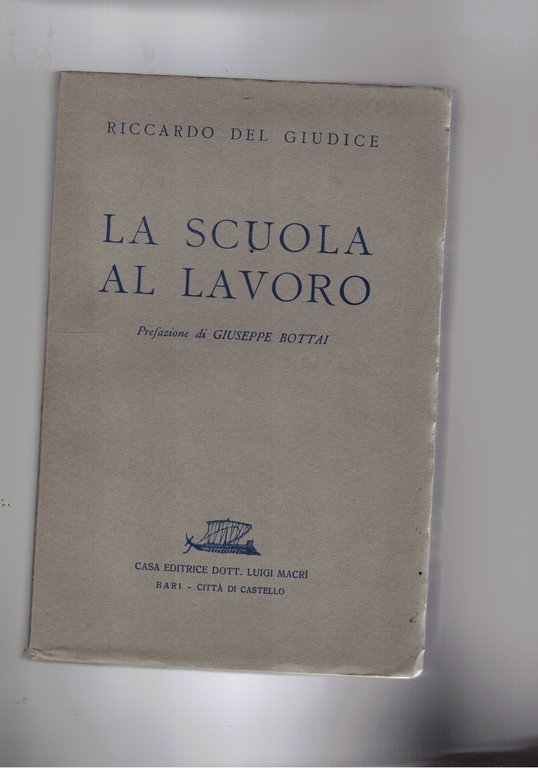 RICCARDO DEL GIUDICE
LA SCUOLA
AL LAVORO
Prefazione di GIUSEPPE BOTTAI
CASA EDITRICE DOTT. LUIGI MACRÌ
BARI - CITTÀ DI CASTELLO